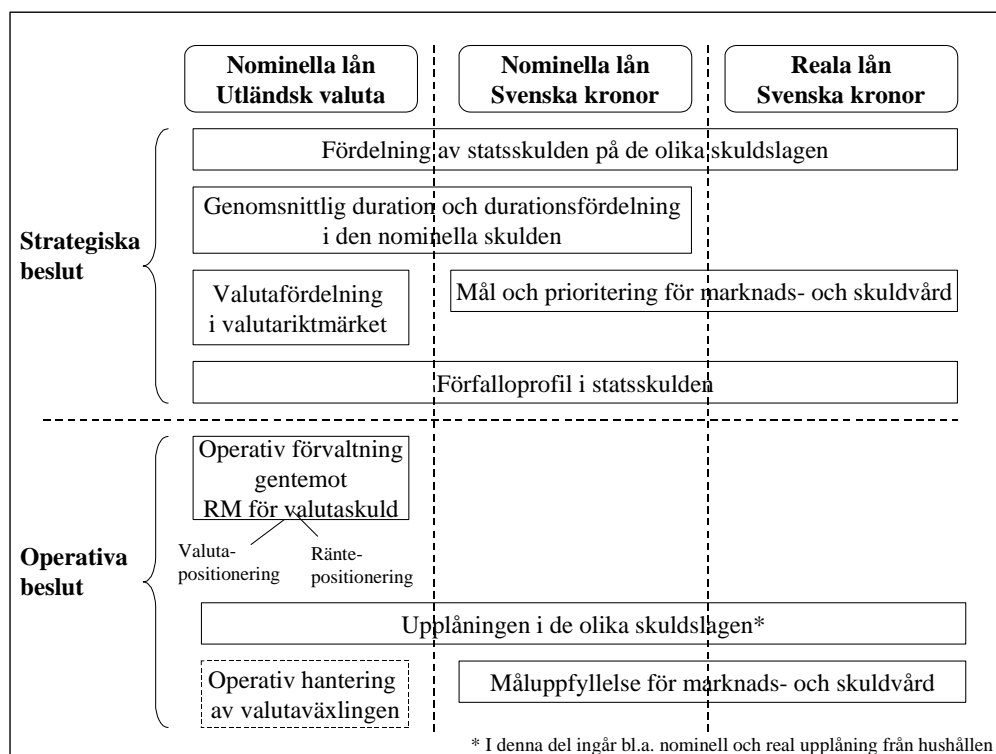 Nominella lån
Utländsk valuta
Nominella lån
Svenska kronor
Reala lån
Svenska kronor
Fördelning av statsskulden på de olika skuldslagen
Strategiska
beslut
Genomsnittlig duration och durationsfördelning
i den nominella skulden
Valutafördelning
i valutariktmärket
Mål och prioritering för marknads- och skuldvård
Förfalloprofil i statsskulden
Operativa
beslut
Operativ förvaltning
gentemot
RM för valutaskuld
Valuta-
positionering
Ränte-
positionering
Upplåningen i de olika skuldslagen*
Operativ hantering
av valutaväxlingen
Måluppfyllelse för marknads- och skuldvård
* I denna del ingår bl.a. nominell och real upplåning från hushållen